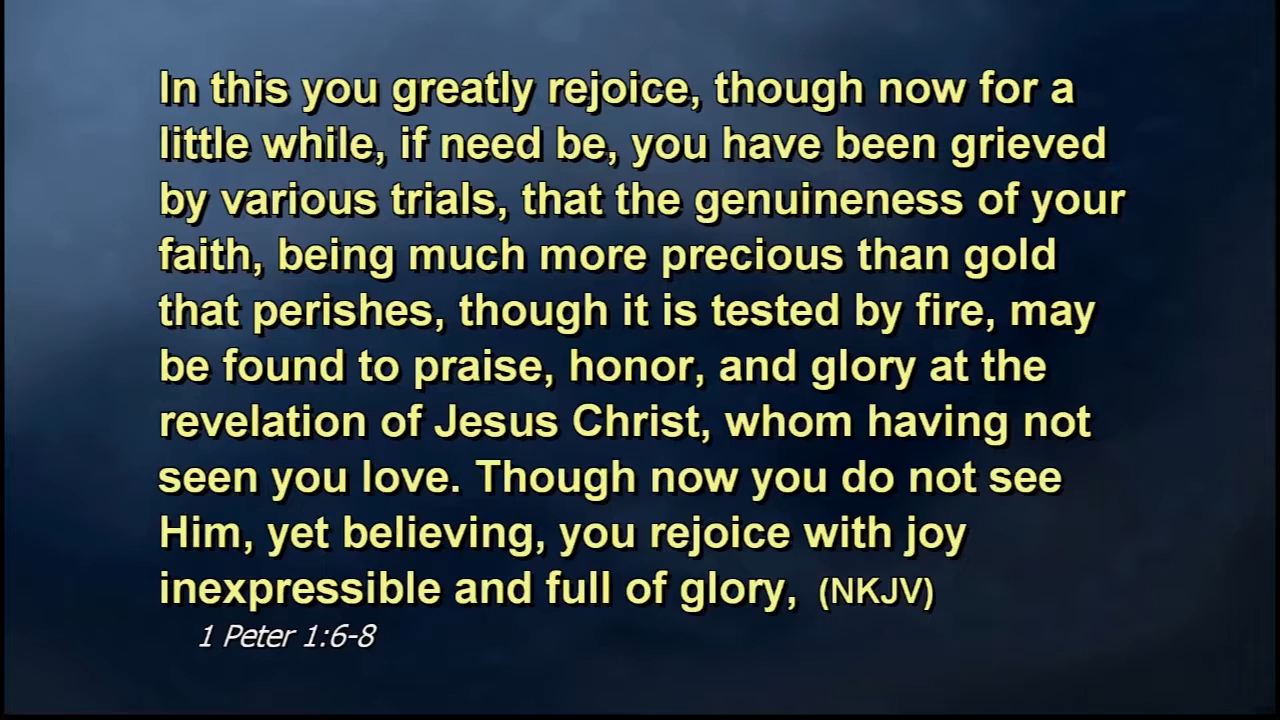 In this you greatly rejoice, though now for a
little while, if need be, you have been grieved
by various trials, that the genuineness of your
faith, being much more precious than gold
that perishes, though it is tested by fire, may
be found to praise, honor, and glory at the
revelation of Jesus Christ, whom having not
seen you love. Though now you do not see
Him, yet believing, you rejoice with joy
inexpressible and full of glory, (NKJV)
1 Peter 1:6-8